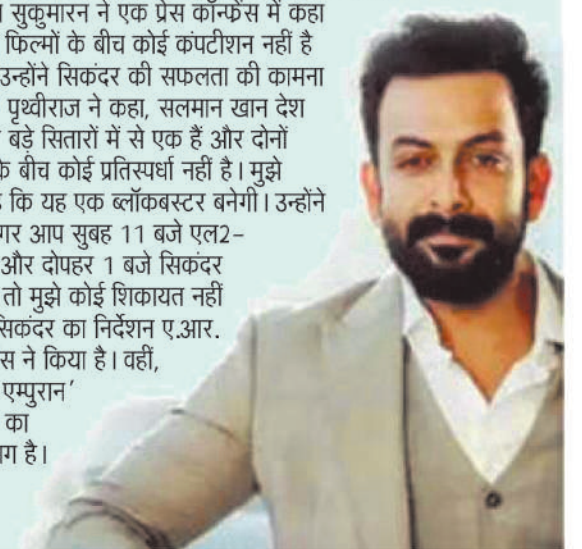 सुकुमारन ने एक प्रेस कॉन्फ्रेंस में कहा
फिल्मों के बीच कोई कंपटीशन नहीं है
उन्होंने सिकंदर की सफलता की कामना
पृथ्वीराज ने कहा, सलमान खान देश
बड़े सितारों में से एक हैं और दोनों
के बीच कोई प्रतिस्पर्धा नहीं है। मुझे
कि यह एक ब्लॉकबस्टर बनेगी। उन्होंने
गर आप सुबह 11 बजे एल2-
और दोपहर 1 बजे सिकंदर
तो मुझे कोई शिकायत नहीं
सिकंदर का निर्देशन ए.आर.
स ने किया है। वहीं,
एम्पुरान'
का
ग है।